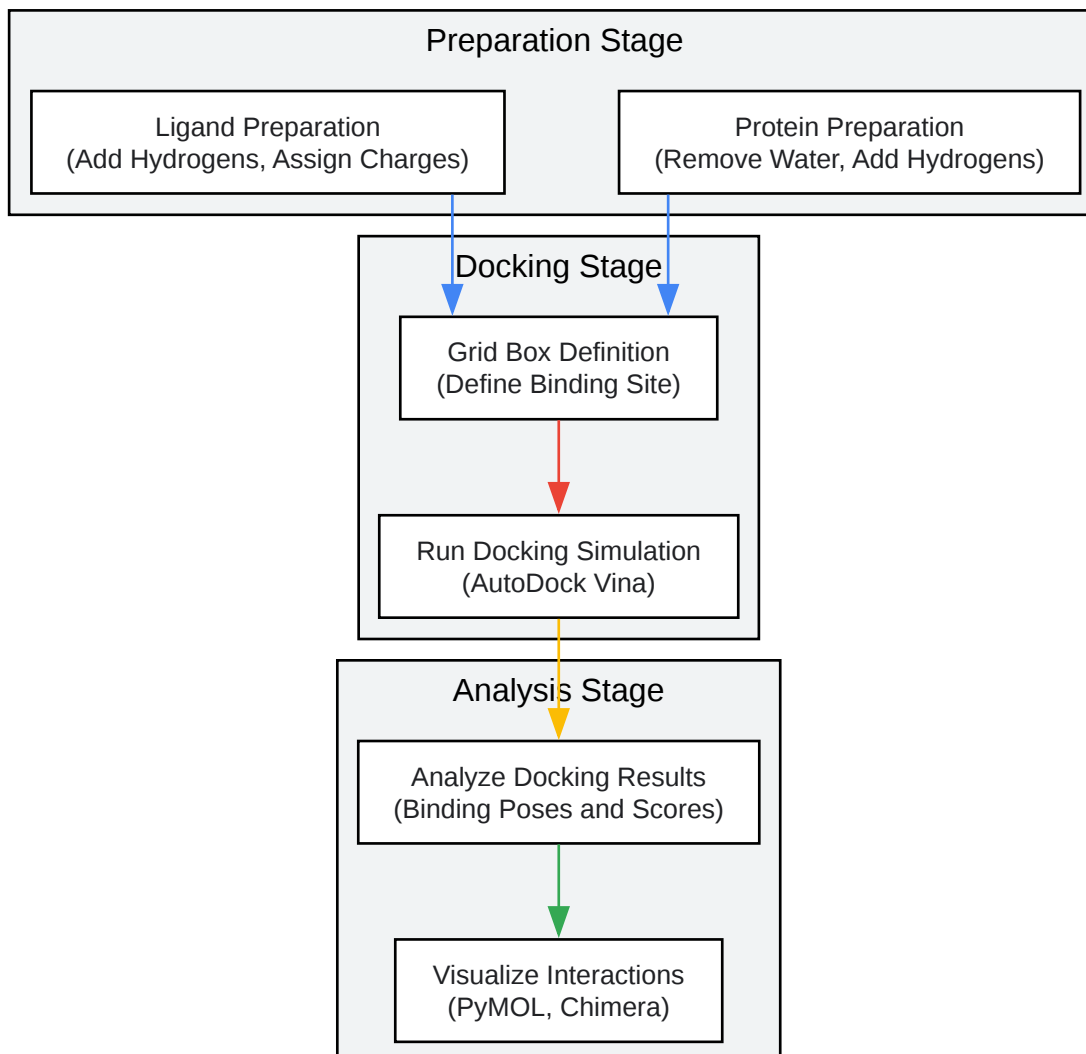 Preparation Stage
Ligand Preparation
(Add Hydrogens, Assign Charges)
Protein Preparation
(Remove Water, Add Hydrogens)
Docking Stage
Grid Box Definition
(Define Binding Site)
Run Docking Simulation
(AutoDock Vina)
Analysis Stage
Analyze Docking Results
(Binding Poses and Scores)
Visualize Interactions
(PyMOL, Chimera)